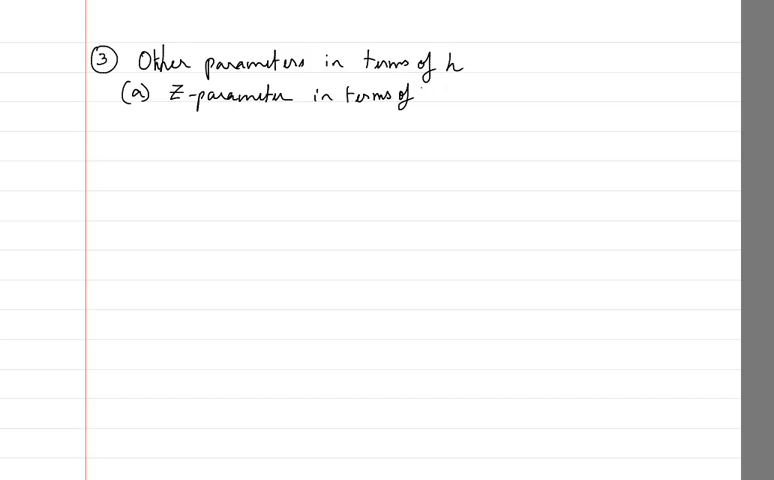 ③ Other parameters in terms of h
(a) Z-parameter in terms of